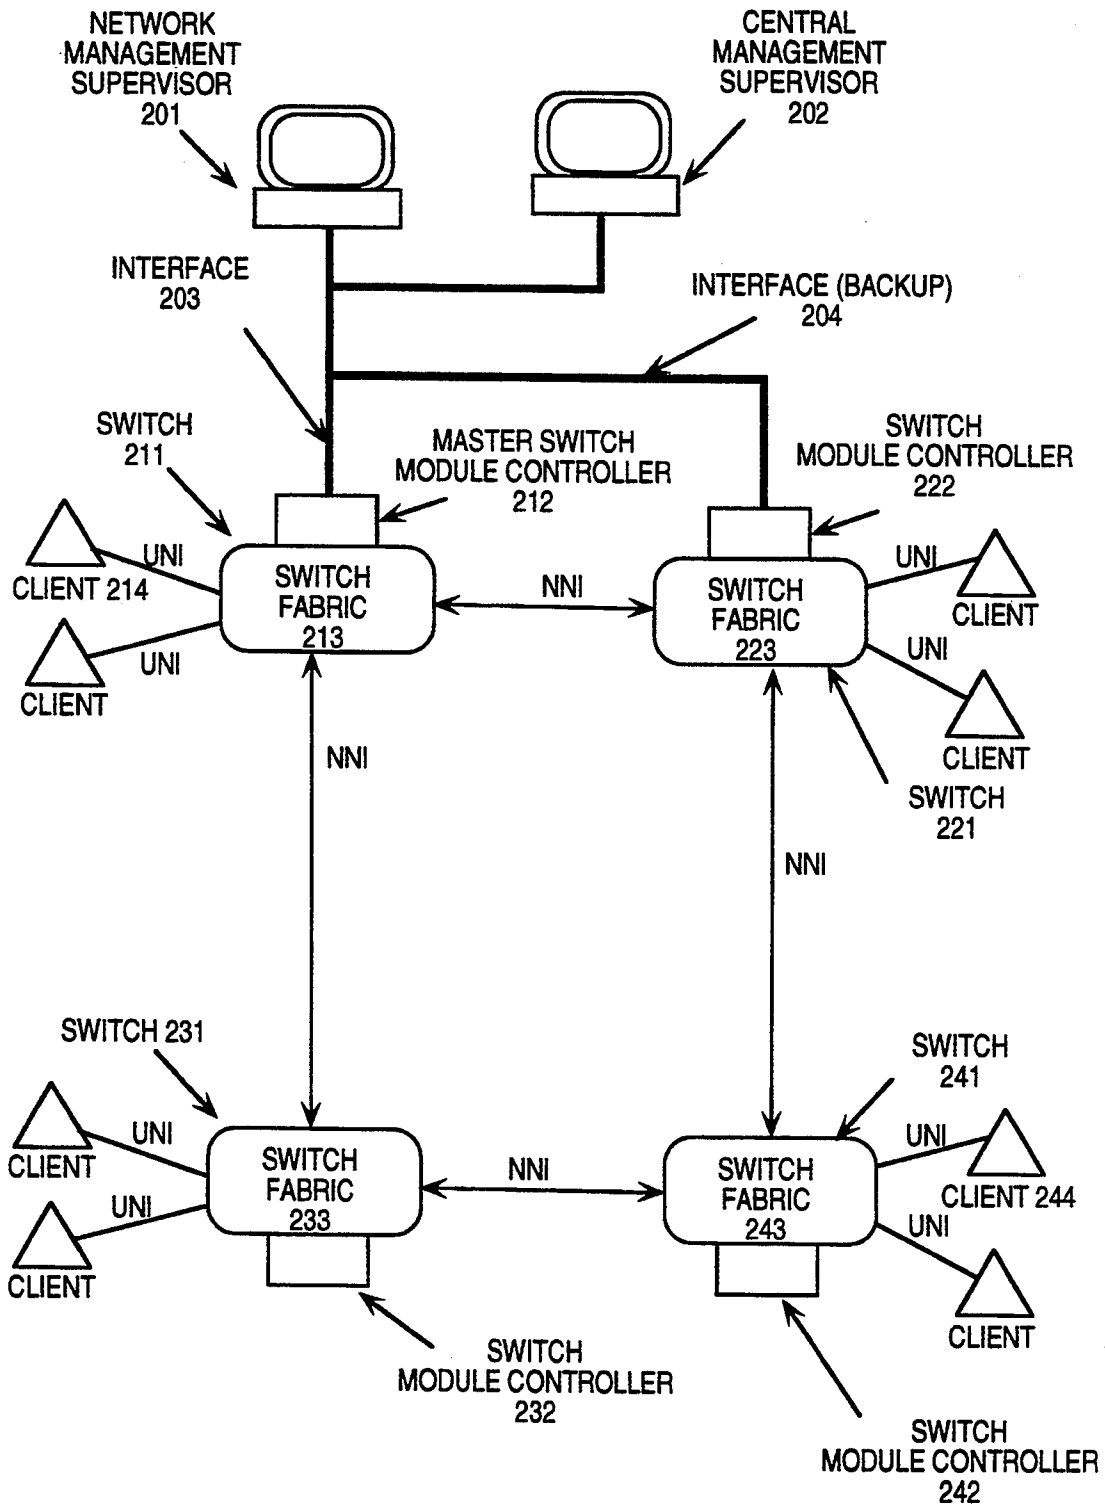 NETWORK
MANAGEMENT
SUPERVISOR
201
CENTRAL
MANAGEMENT
SUPERVISOR
202
INTERFACE
203
INTERFACE (BACKUP)
204
SWITCH
211
MASTER SWITCH
MODULE CONTROLLER
212
SWITCH
MODULE CONTROLLER
222
UNI
CLIENT 214
UNI
CLIENT
SWITCH
FABRIC
213
NNI
SWITCH
FABRIC
223
UNI
CLIENT
UNI
CLIENT
SWITCH
221
NNI
NNI
SWITCH 231
SWITCH
241
UNI
CLIENT
UNI
CLIENT
SWITCH
FABRIC
233
NNI
SWITCH
FABRIC
243
UNI
CLIENT 244
UNI
CLIENT
SWITCH
MODULE CONTROLLER
232
SWITCH
MODULE CONTROLLER
242